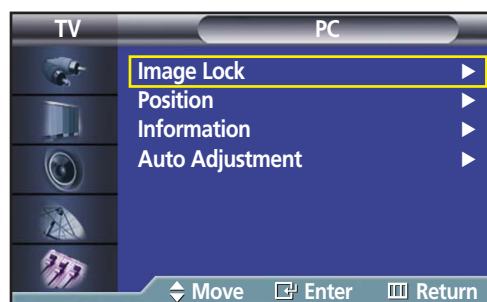 TV PC
Image Lock
Position
Information
Auto Adjustment
Move Enter Return